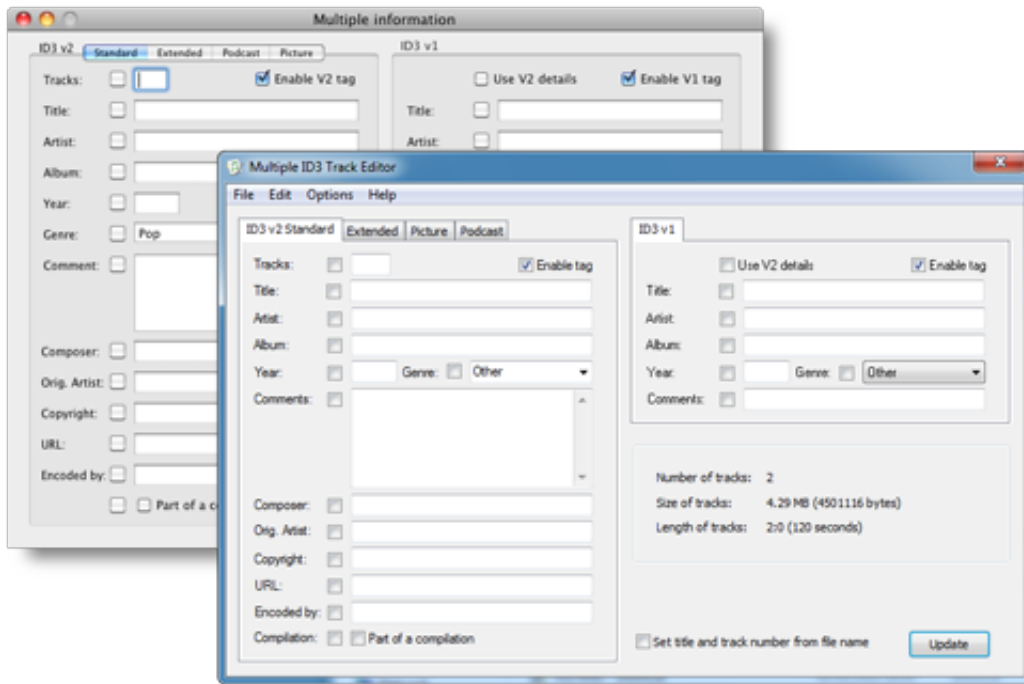 Multiple information
ID3 v2 Standard Extended Podcast Picture
ID3 v1
Tracks: Enable V2 tag
Use V2 details Enable V1 tag
Title:
Title:
Artist:
Artist:
Album:
Year:
Genre: Pop
Comment:
Composer:
Orig. Artist:
Copyright:
URL:
Encoded by:
Part of a c
Multiple ID3 Track Editor
File Edit Options Help
ID3 v2 Standard Extended Picture Podcast
Tracks: Enable tag
Title:
Artist:
Album:
Year: Genre: Other
Comments:
Composer:
Orig. Artist:
Copyright:
URL:
Encoded by:
Compilation: Part of a compilation
ID3 v1
Use V2 details Enable tag
Title:
Artist:
Album:
Year: Genre: Other
Comments:
Number of tracks: 2
Size of tracks: 4.29 MB (4501116 bytes)
Length of tracks: 2:0 (120 seconds)
Set title and track number from file name
Update